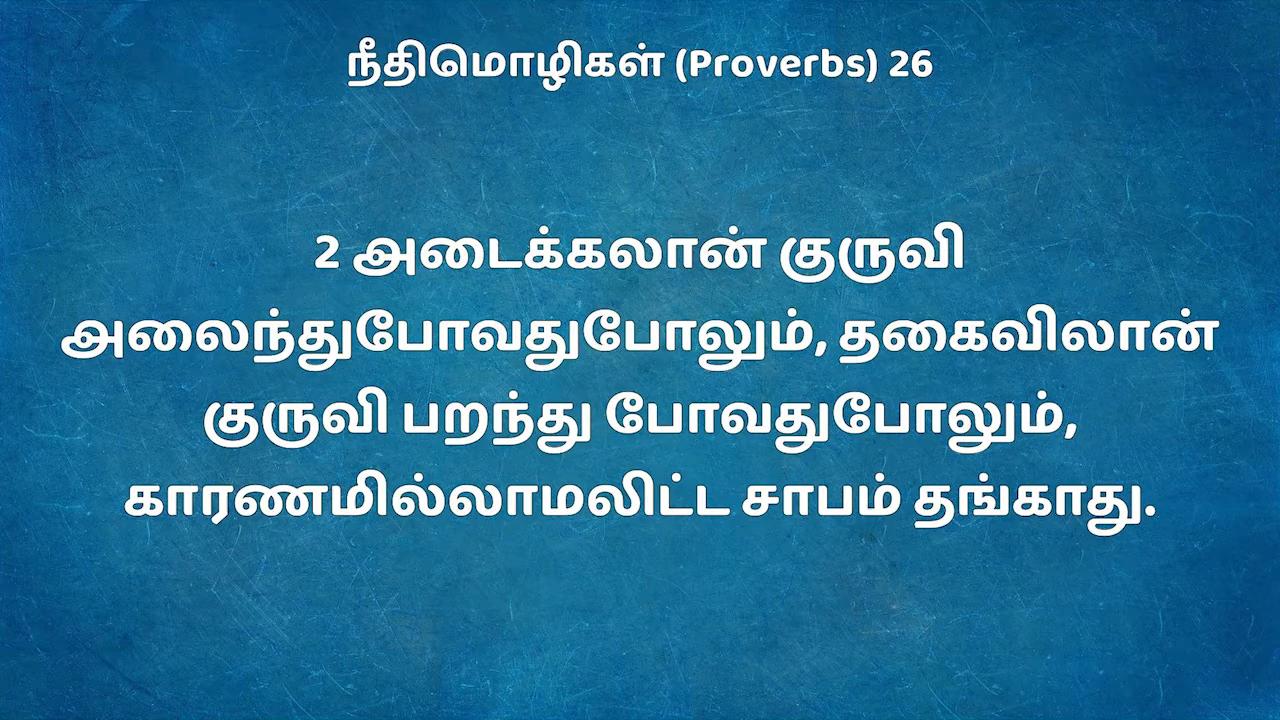 நீதிமொழிகள் (Proverbs) 26
2 அடைக்கலான் குருவி
அலைந்துபோவதுபோலும், தகைவிலான்
குருவி பறந்து போவதுபோலும்,
காரணமில்லாமலிட்ட சாபம் தங்காது.